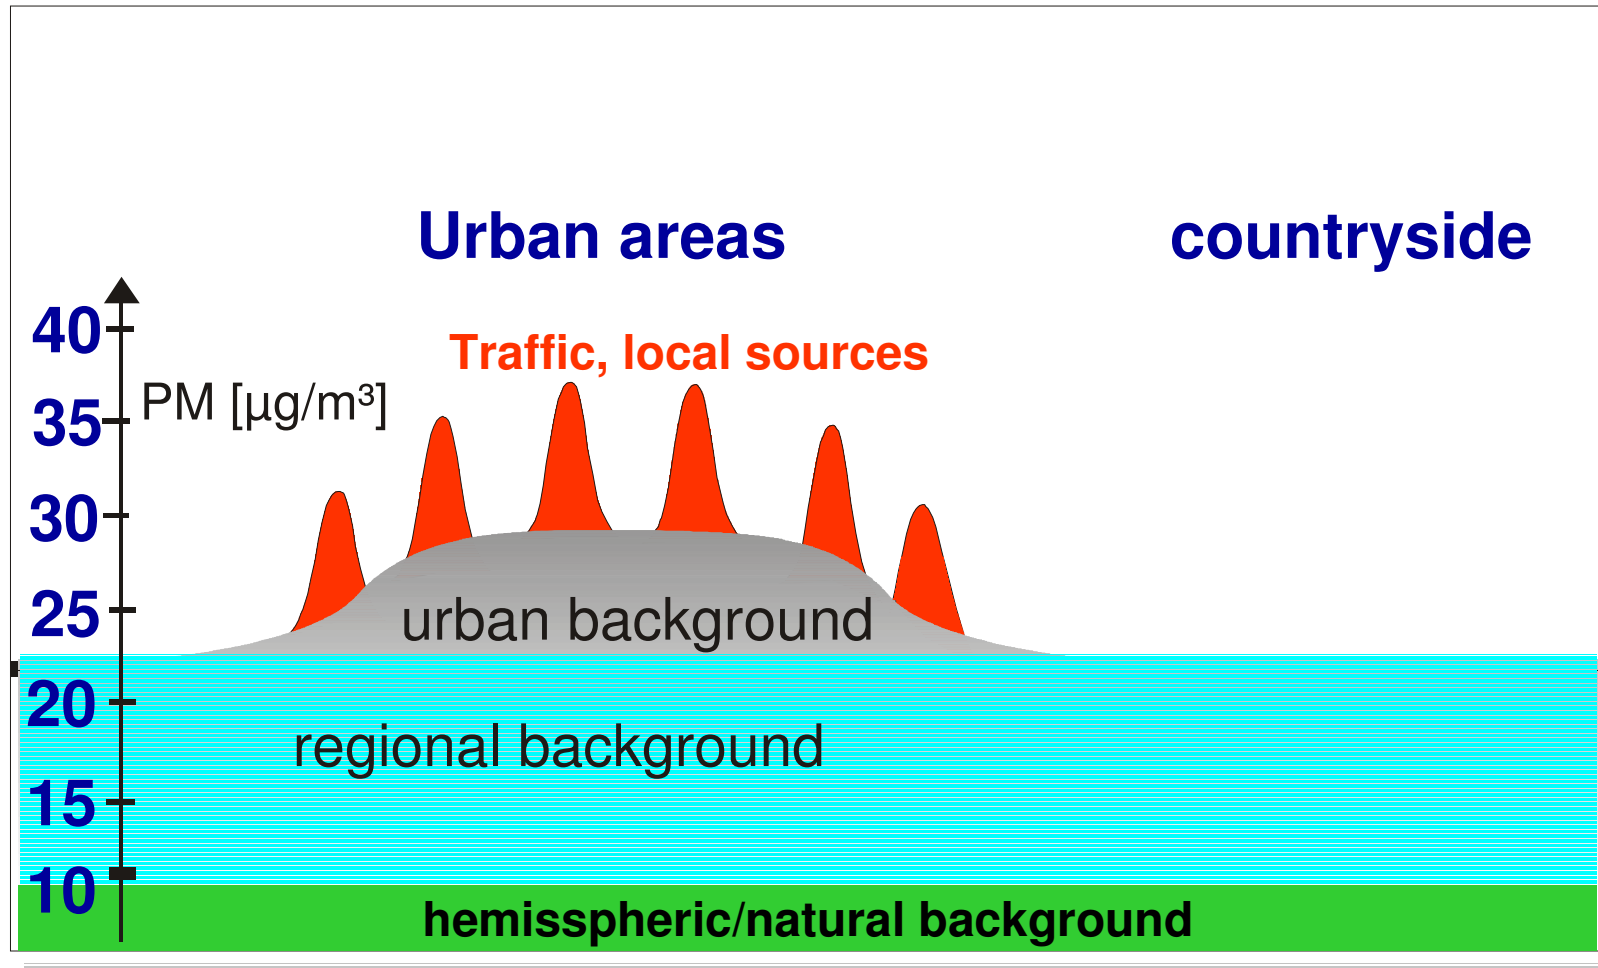 Urban areas
countryside
40
Traffic, local sources
PM [µg/m³]
35
30
25
urban background
20
regional background
15
10
hemisspheric/natural background